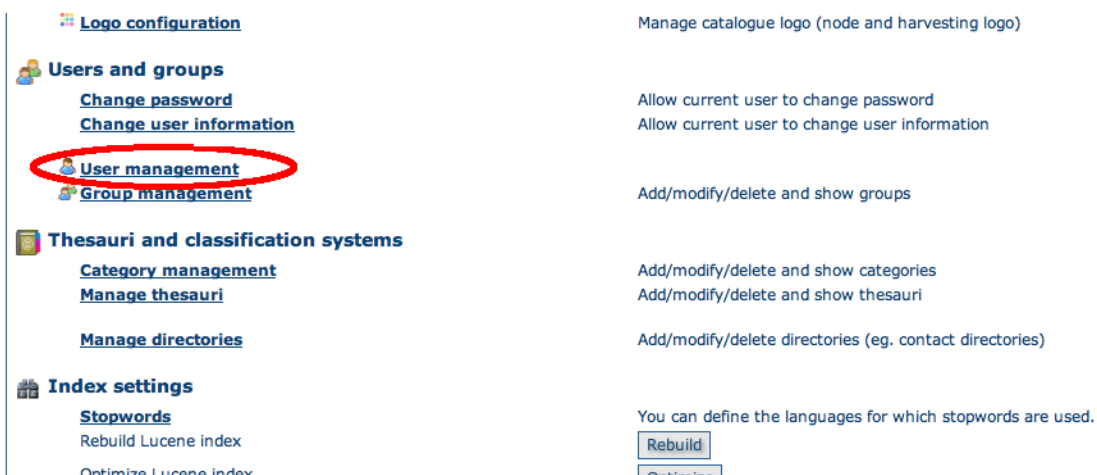 Logo configuration Manage catalogue logo (node and harvesting logo)
Users and groups
Change password Allow current user to change password
Change user information Allow current user to change user information
User management
Group management Add/modify/delete and show groups
Thesauri and classification systems
Category management Add/modify/delete and show categories
Manage thesauri Add/modify/delete and show thesauri
Manage directories Add/modify/delete directories (eg. contact directories)
Index settings
Stopwords You can define the languages for which stopwords are used.
Rebuild Lucene index Rebuild
Optimize Lucene index Optimize